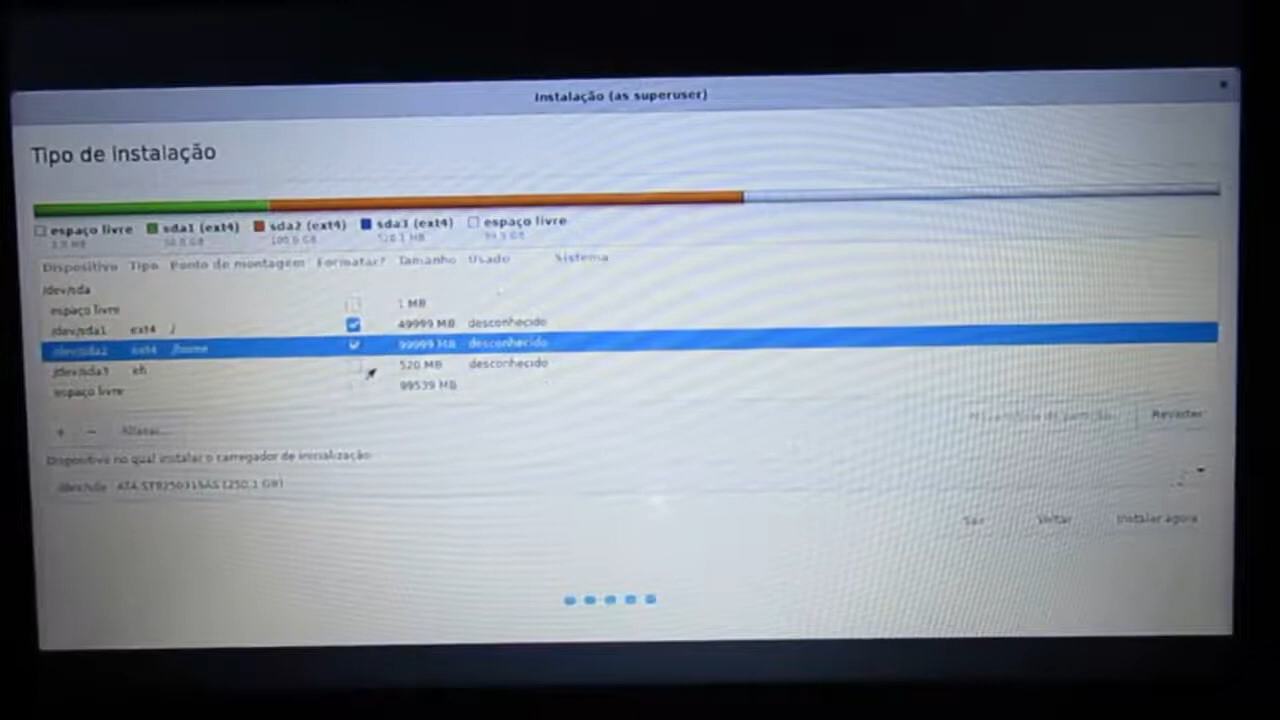 Instalação (as superuser)
Tipo de instalação
espaço livre sda1 (ext4) sda2 (ext4) sda3 (ext4) espaço livre
Dispositivo Tipo Ponto de montagem Formatar? Tamanho Usado Sistema
/dev/sda
espaço livre 1 MB
/dev/sda1 ext4 / 49999 MB desconhecido
/dev/sda2 ext4 /home 99999 MB desconhecido
/dev/sda3 520 MB desconhecido
espaço livre 99539 MB
+ -
Reverter
Dispositivo no qual instalar o carregador de inicialização:
(250.1 GB)
Sair Voltar Instalar agora